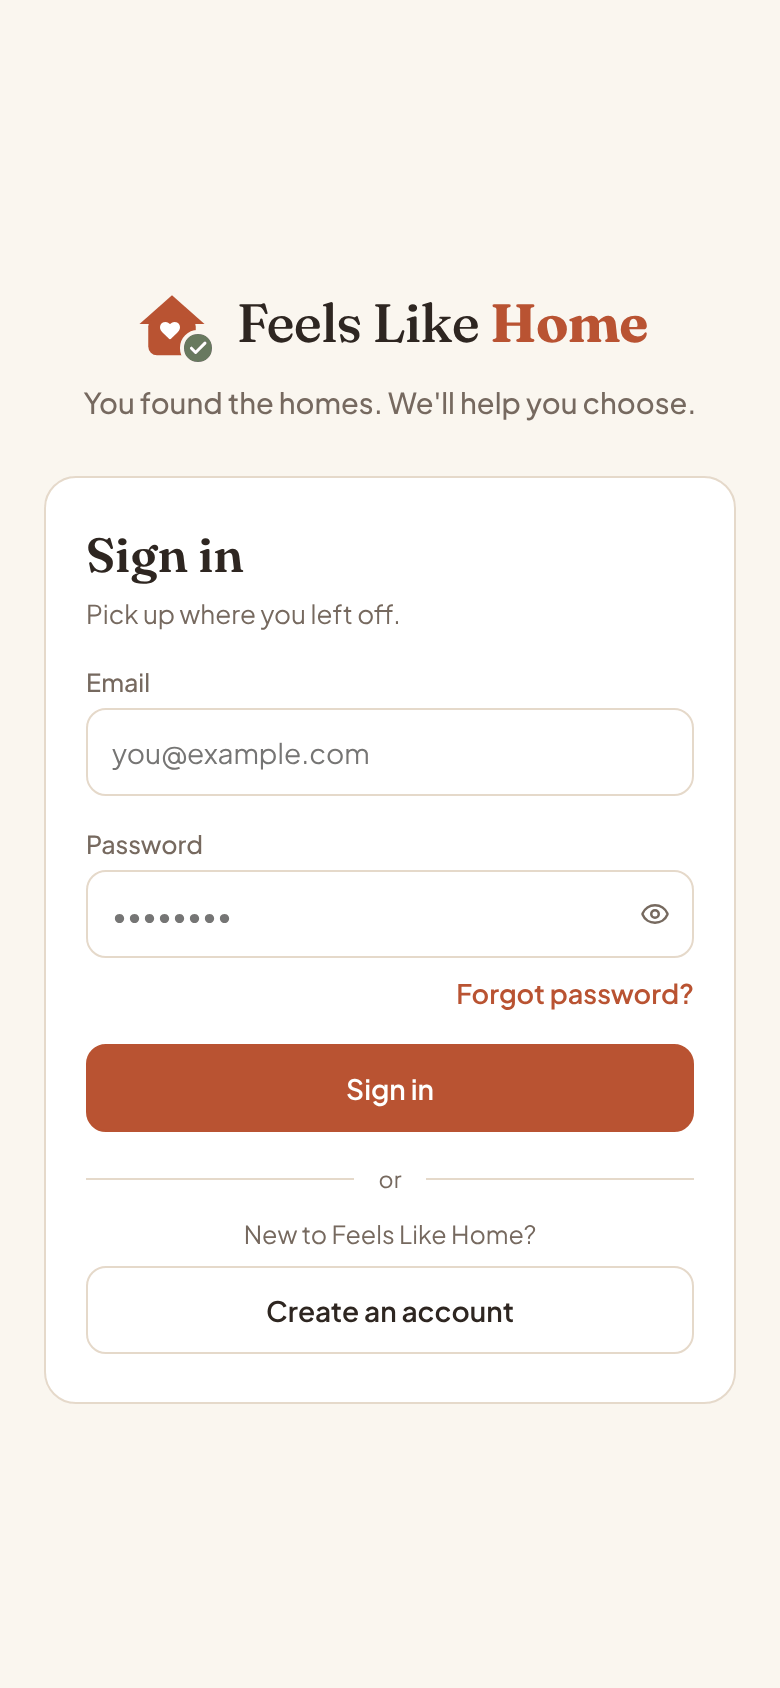 Feels Like Home
You found the homes. We'll help you choose.
Sign in
Pick up where you left off.
Email
you@example.com
Password
••••••••
Forgot password?
Sign in
or
New to Feels Like Home?
Create an account